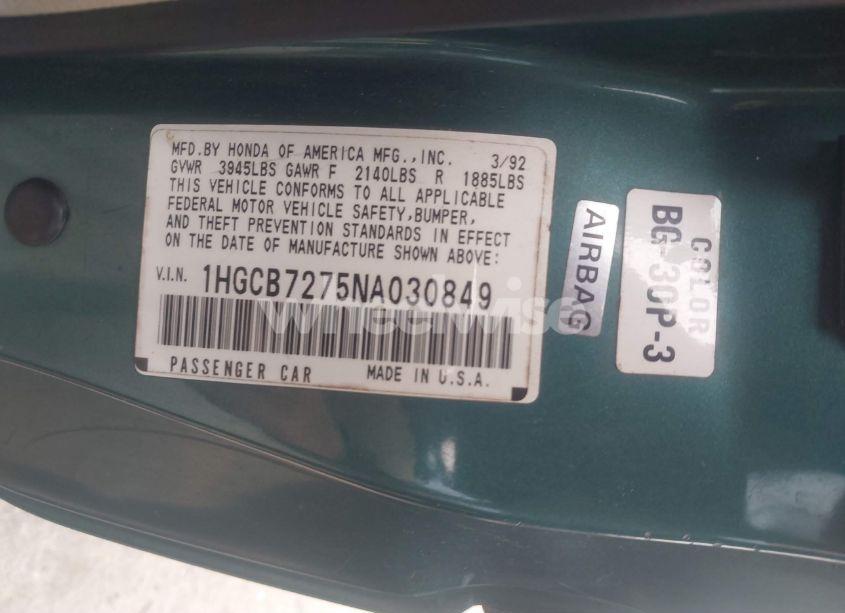 MFD.BY HONDA OF AMERICA MFG.,INC. 3/92
GVWR 3945LBS GAWR F 2140LBS R 1885LBS
THIS VEHICLE CONFORMS TO ALL APPLICABLE
FEDERAL MOTOR VEHICLE SAFETY,BUMPER,
AND THEFT PREVENTION STANDARDS IN EFFECT
ON THE DATE OF MANUFACTURE SHOWN ABOVE:
V.I.N. 1HGCB7275NA030849
wheelwise
PASSENGER CAR MADE IN U.S.A.
AIRBAG
COLOR
BG-30P-3